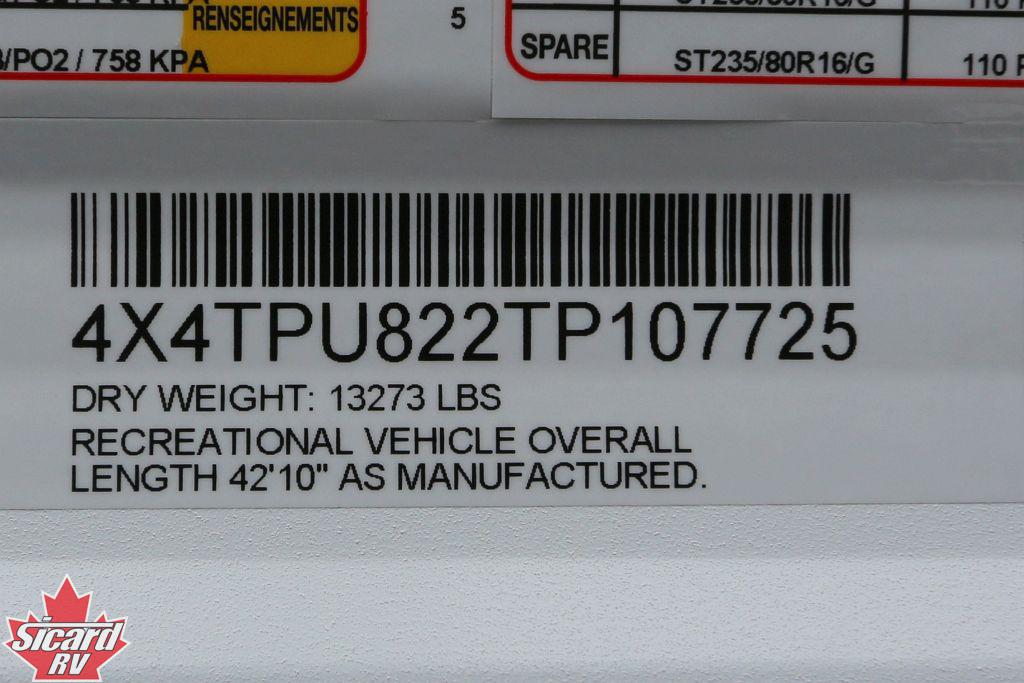 RENSEIGNEMENTS
/PO2 / 758 KPA
5
SPARE
ST235/80R16/G
110
4X4TPU822TP107725
DRY WEIGHT: 13273 LBS
RECREATIONAL VEHICLE OVERALL
LENGTH 42'10" AS MANUFACTURED.
Sicard
RV